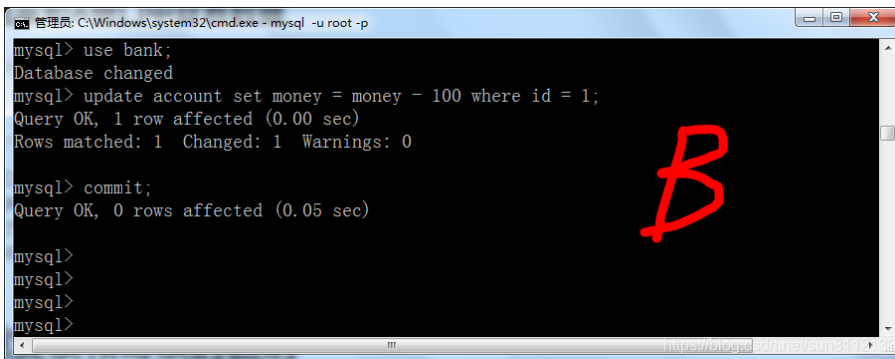 管理员: C:\Windows\system32\cmd.exe - mysql  -u root -p
mysql> use bank;
Database changed
mysql> update account set money = money - 100 where id = 1;
Query OK, 1 row affected (0.00 sec)
Rows matched: 1  Changed: 1  Warnings: 0
mysql> commit;
Query OK, 0 rows affected (0.05 sec)
mysql>
mysql>
mysql>
mysql>
B